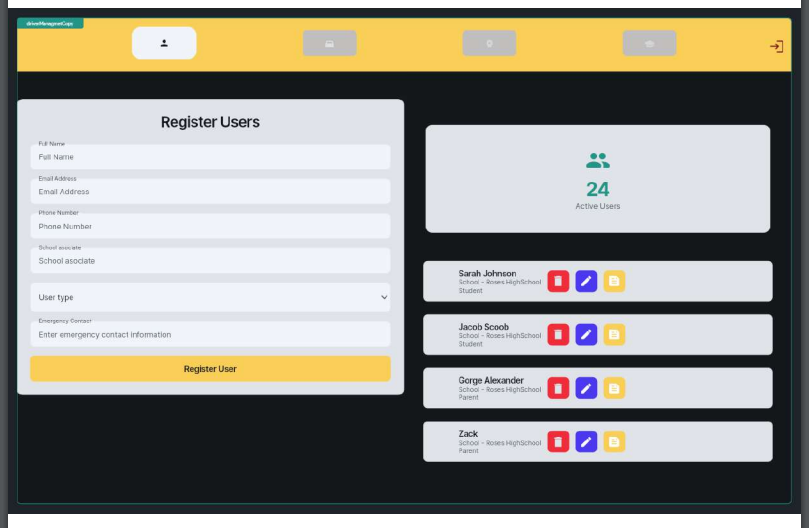 driverManagmetCopy
Register Users
Full Name
Full Name
Email Address
Email Address
Phone Number
Phone Number
School asociate
School asociate
User type
Emergency Contact
Enter emergency contact information
Register User
24
Active Users
Sarah Johnson
School - Roses HighSchool
Student
Jacob Scoob
School - Roses HighSchool
Student
Gorge Alexander
School - Roses HighSchool
Parent
Zack
School - Roses HighSchool
Parent